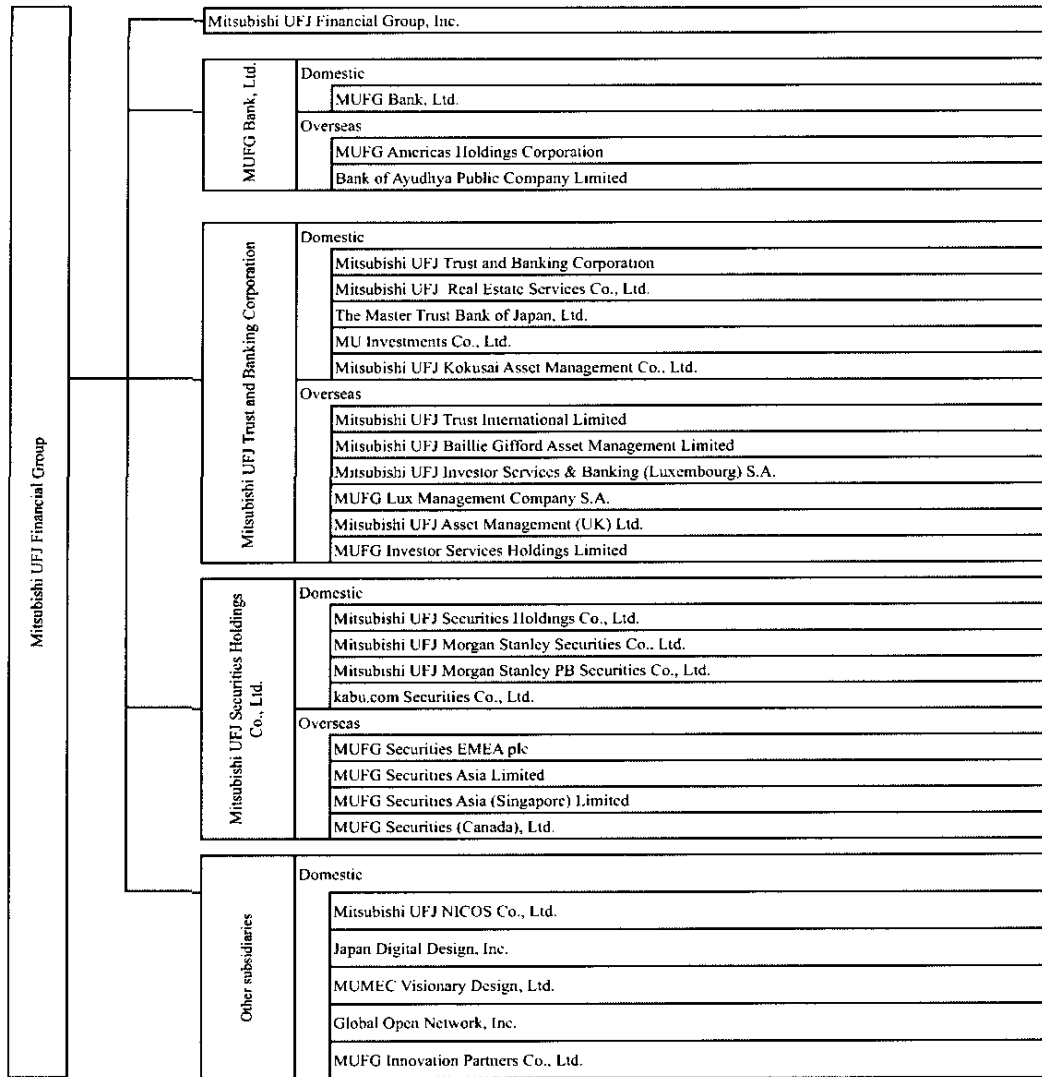 Mitsubishi UFJ Financial Group
Mitsubishi UFJ Financial Group, Inc.
MUFG Bank, Ltd.
Domestic
MUFG Bank, Ltd.
Overseas
MUFG Americas Holdings Corporation
Bank of Ayudhya Public Company Limited
Mitsubishi UFJ Trust and Banking Corporation
Domestic
Mitsubishi UFJ Trust and Banking Corporation
Mitsubishi UFJ Real Estate Services Co., Ltd.
The Master Trust Bank of Japan, Ltd.
MU Investments Co., Ltd.
Mitsubishi UFJ Kokusai Asset Management Co., Ltd.
Overseas
Mitsubishi UFJ Trust International Limited
Mitsubishi UFJ Baillie Gifford Asset Management Limited
Mitsubishi UFJ Investor Services & Banking (Luxembourg) S.A.
MUFG Lux Management Company S.A.
Mitsubishi UFJ Asset Management (UK) Ltd.
MUFG Investor Services Holdings Limited
Mitsubishi UFJ Securities Holdings
Co., Ltd.
Domestic
Mitsubishi UFJ Securities Holdings Co., Ltd.
Mitsubishi UFJ Morgan Stanley Securities Co., Ltd.
Mitsubishi UFJ Morgan Stanley PB Securities Co., Ltd.
kabu.com Securities Co., Ltd.
Overseas
MUFG Securities EMEA plc
MUFG Securities Asia Limited
MUFG Securities Asia (Singapore) Limited
MUFG Securities (Canada), Ltd.
Other subsidiaries
Domestic
Mitsubishi UFJ NICOS Co., Ltd.
Japan Digital Design, Inc.
MUMEC Visionary Design, Ltd.
Global Open Network, Inc.
MUFG Innovation Partners Co., Ltd.